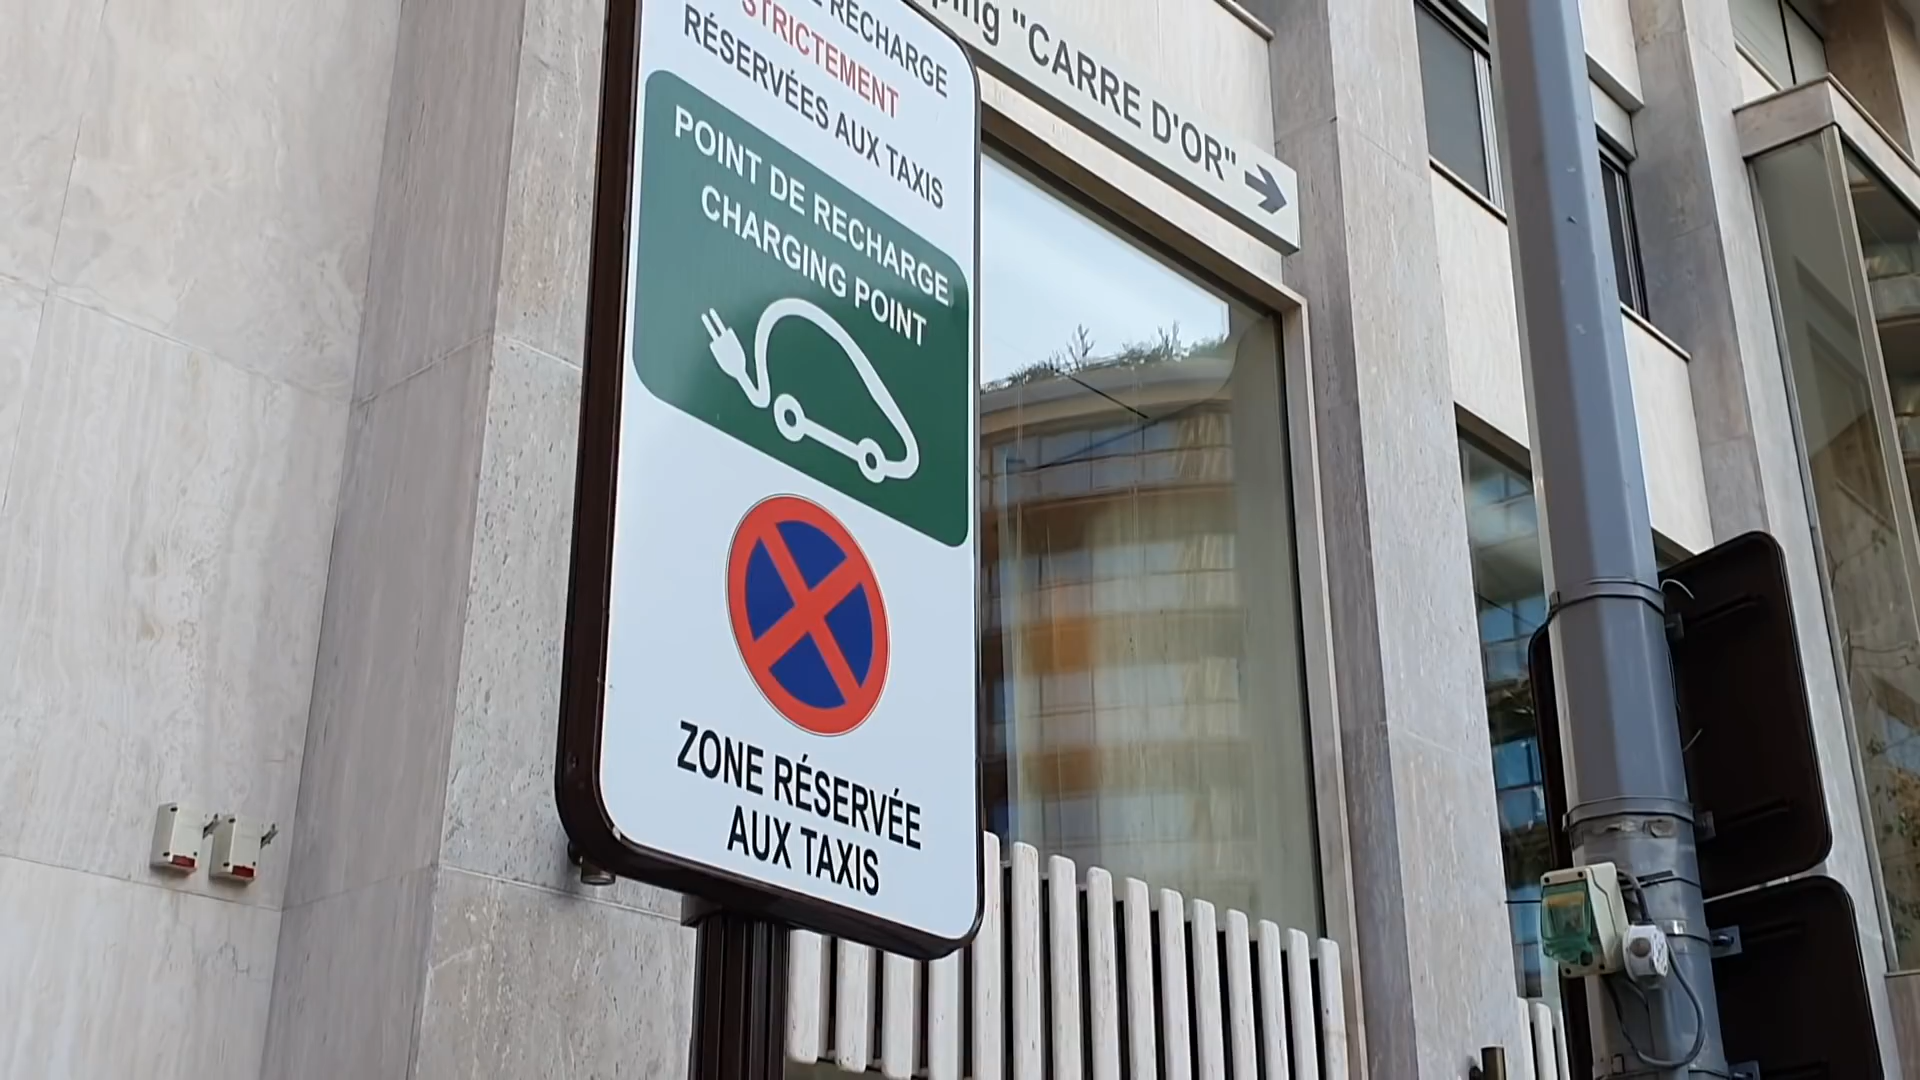 RECHARGE
STRICTEMENT
RÉSERVÉES AUX TAXIS
POINT DE RECHARGE
CHARGING POINT
ZONE RÉSERVÉE
AUX TAXIS
"CARRE D'OR"